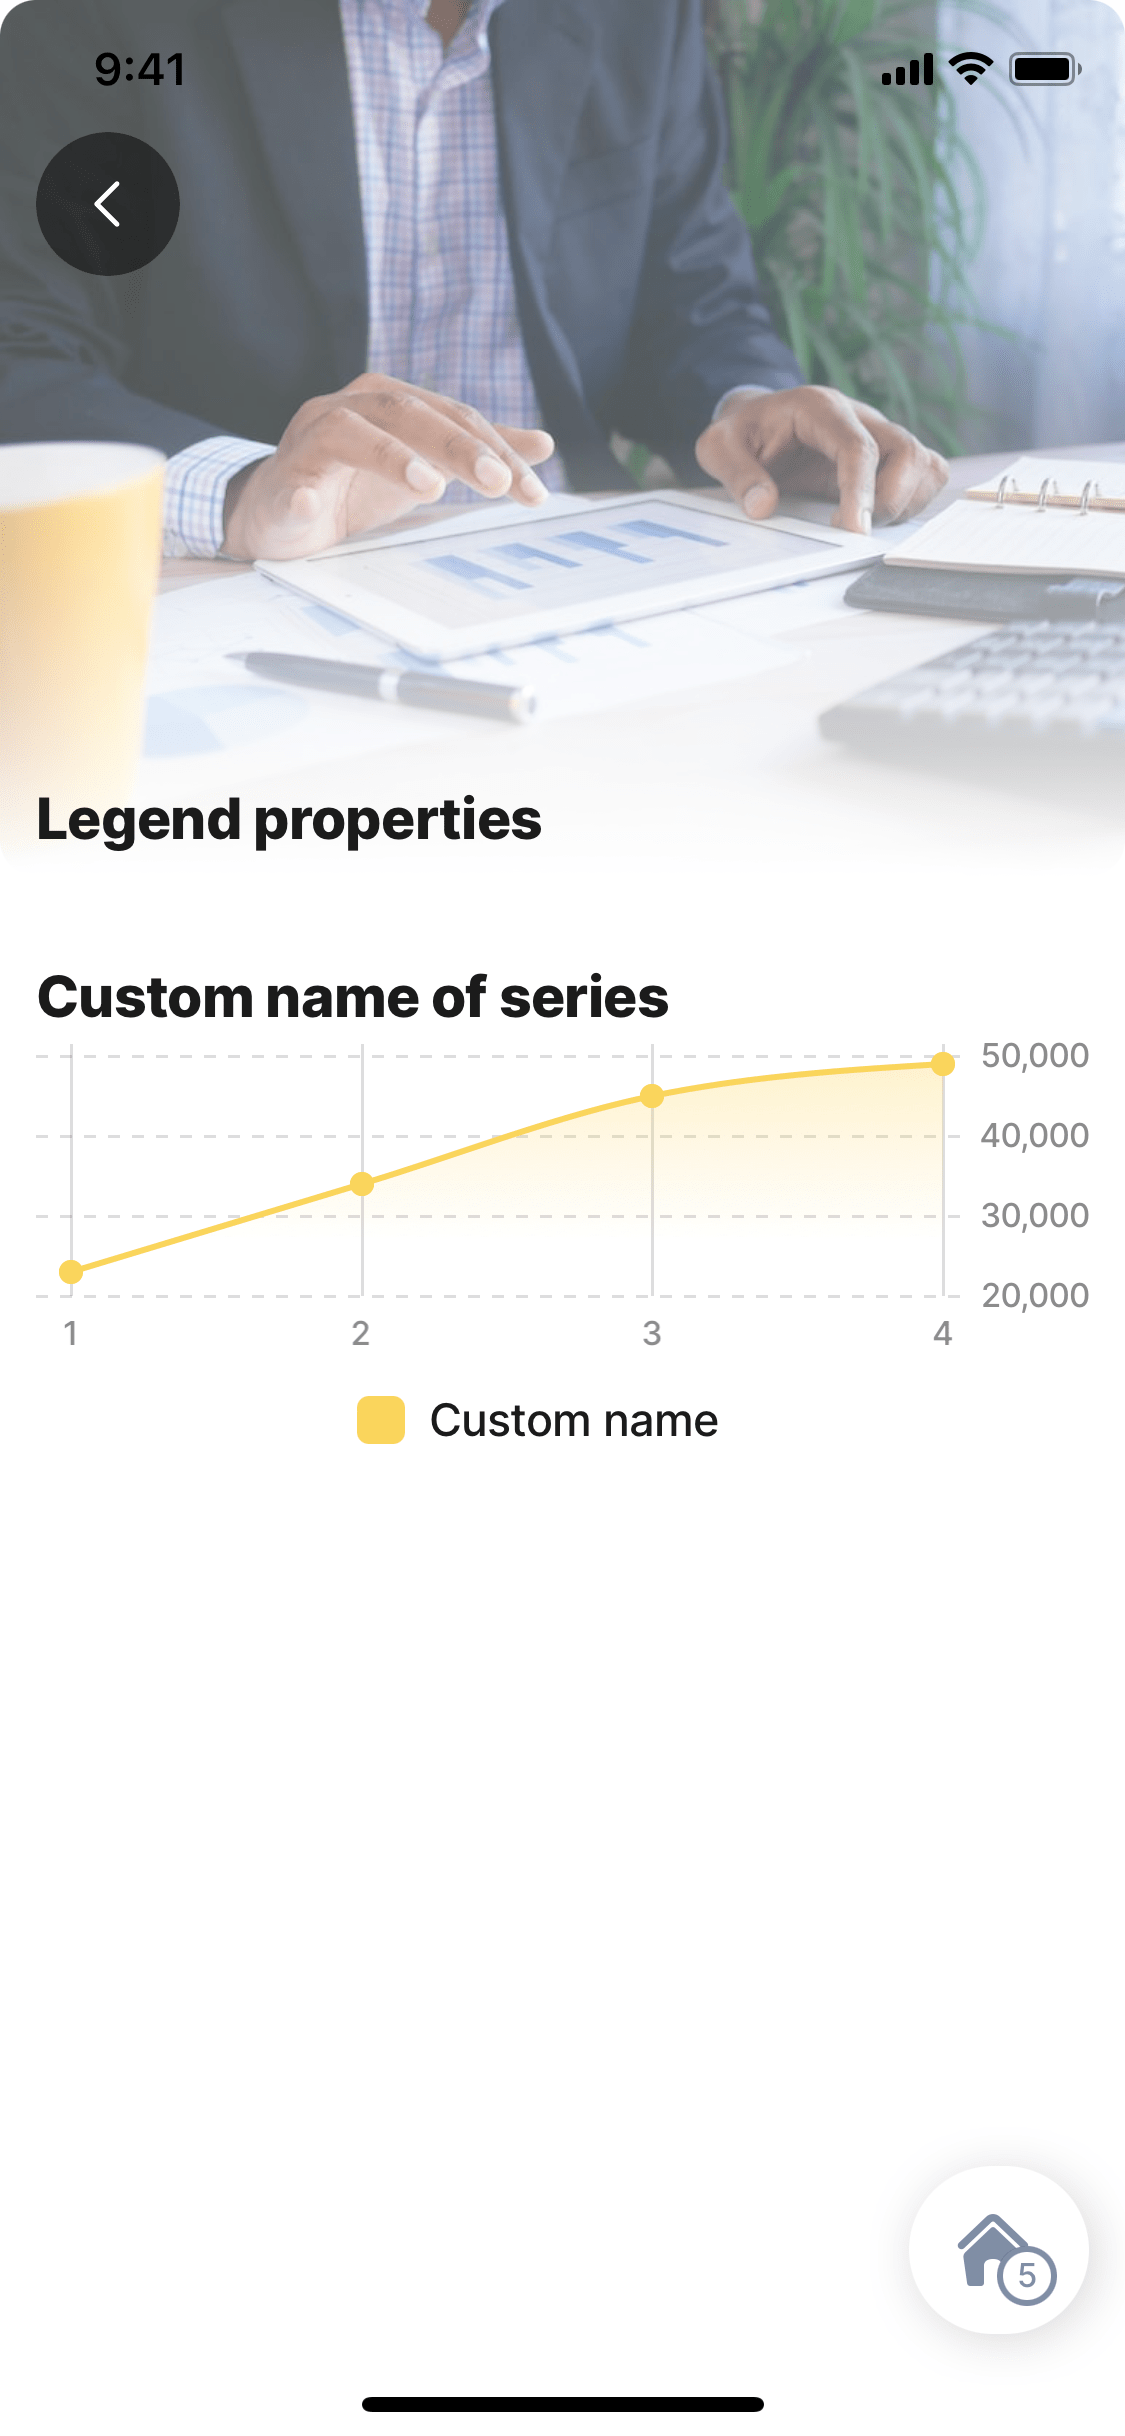 9:41
Legend properties
Custom name of series
50,000
40,000
30,000
20,000
1 2 3 4
Custom name
5